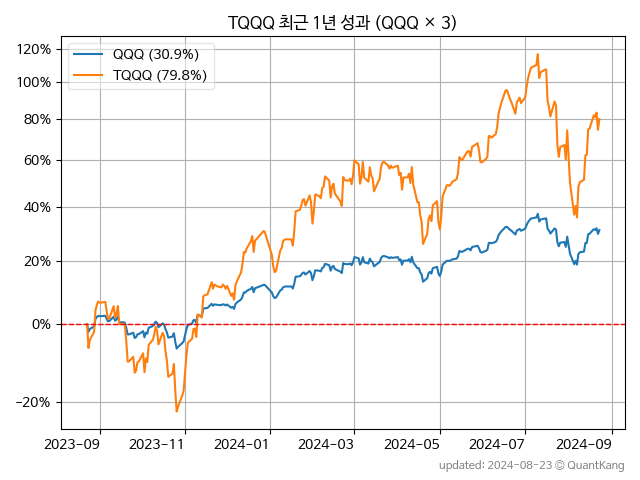 TQQQ 최근 1년 성과 (QQQ × 3)
QQQ (30.9%)
TQQQ (79.8%)
120%
100%
80%
60%
40%
20%
0%
−20%
2023-09 2023-11 2024-01 2024-03 2024-05 2024-07 2024-09
updated: 2024-08-23 © QuantKang